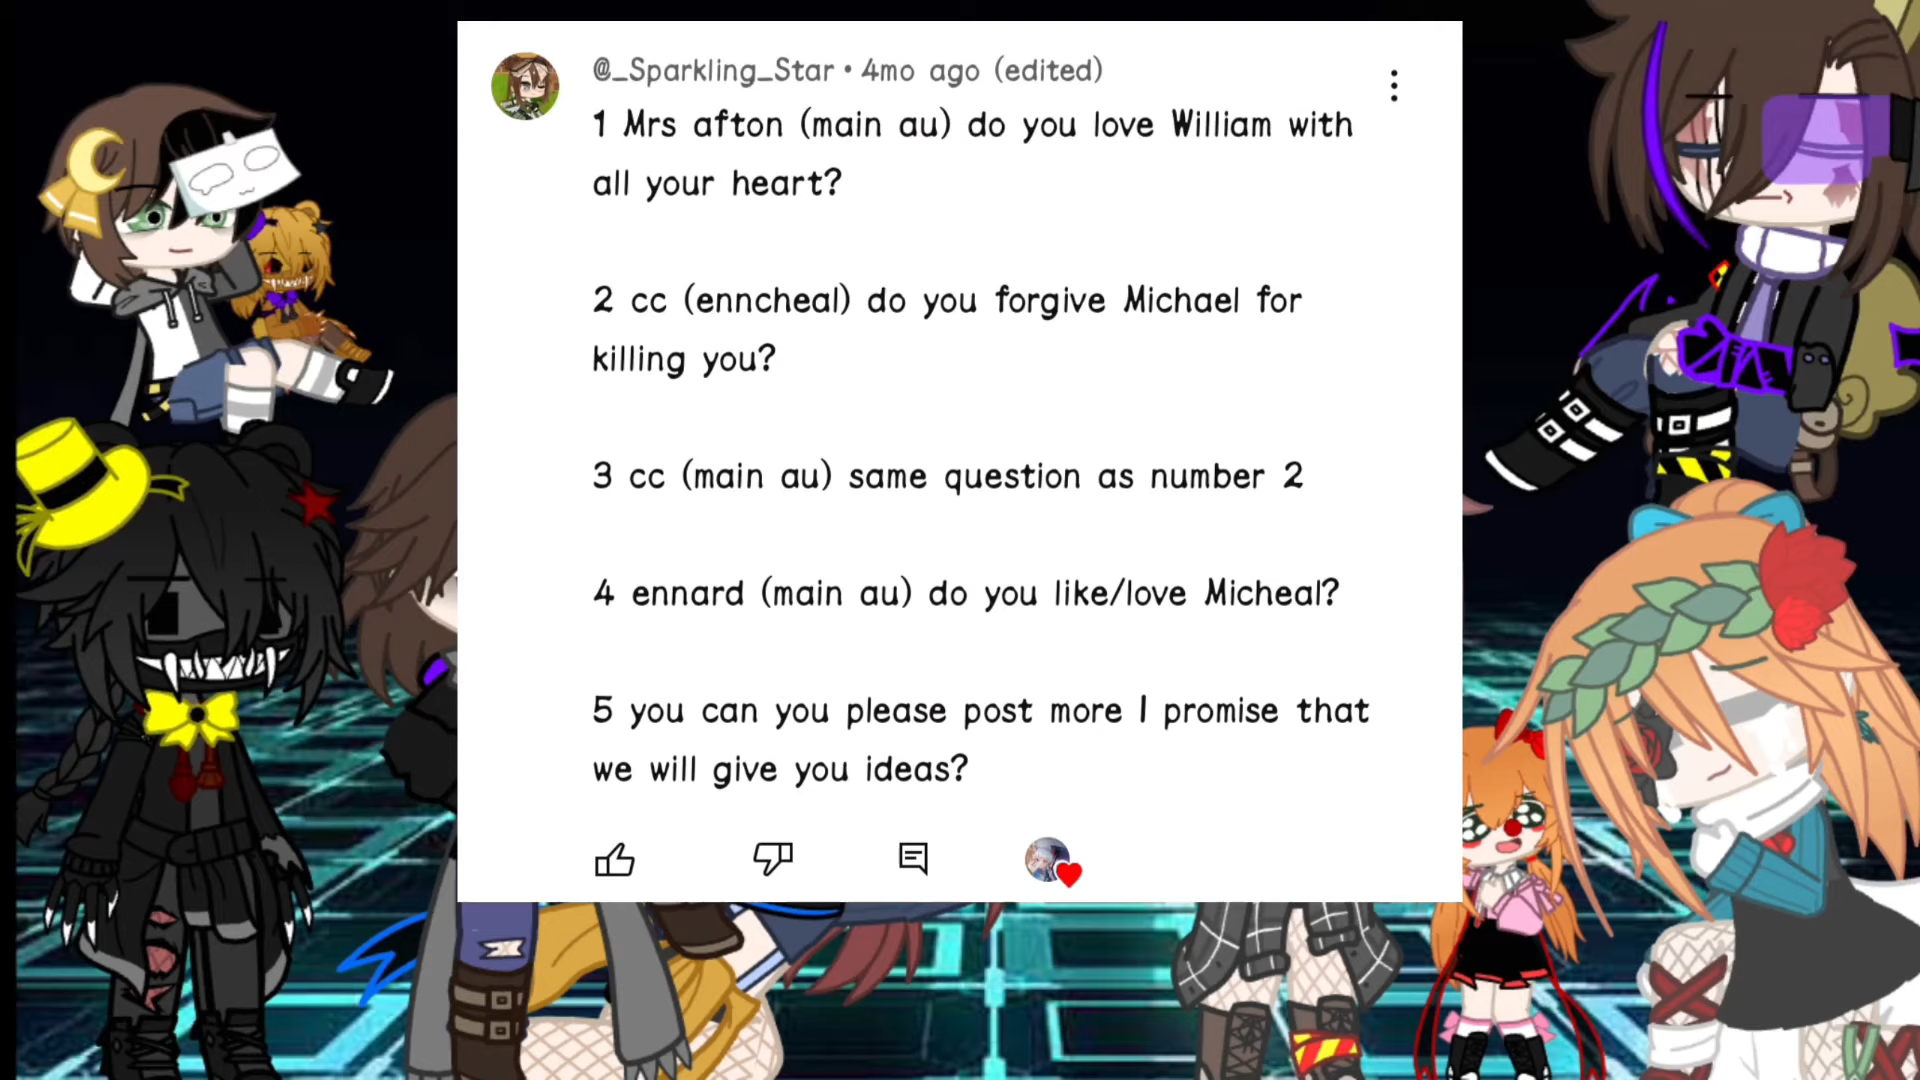 @_Sparkling_Star • 4mo ago (edited)
1 Mrs afton (main au) do you love William with
all your heart?
2 cc (enncheal) do you forgive Michael for
killing you?
3 cc (main au) same question as number 2
4 ennard (main au) do you like/love Micheal?
5 you can you please post more I promise that
we will give you ideas?